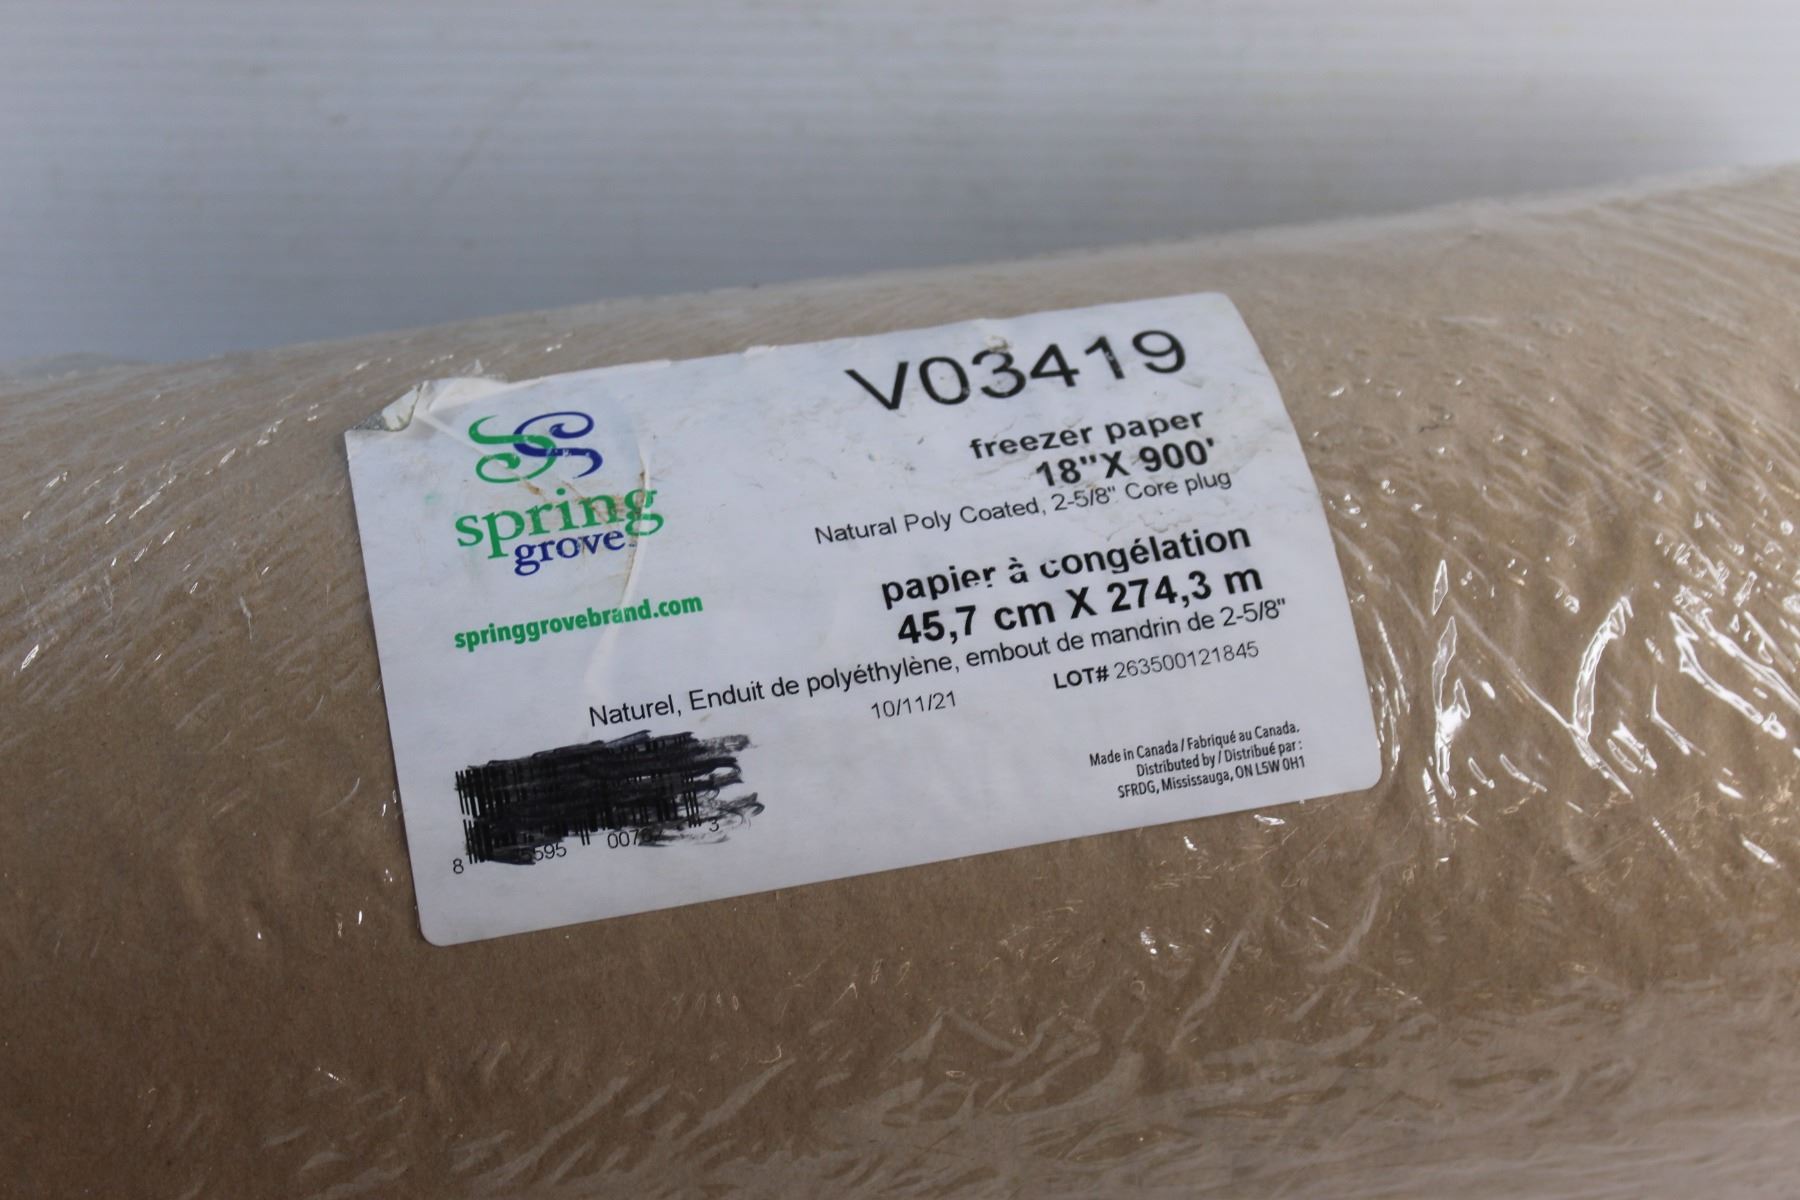 V03419
freezer paper
18"X 900'
Natural Poly Coated, 2-5/8" Core plug
spring
grove
springgrovebrand.com
papier à congélation
45,7 cm X 274,3 m
Naturel, Enduit de polyéthylène, embout de mandrin de 2-5/8"
10/11/21
LOT# 263500121845
Made in Canada / Fabriqué au Canada.
Distributed by / Distribué par :
SFRDG, Mississauga, ON L5W 0H1
8
3